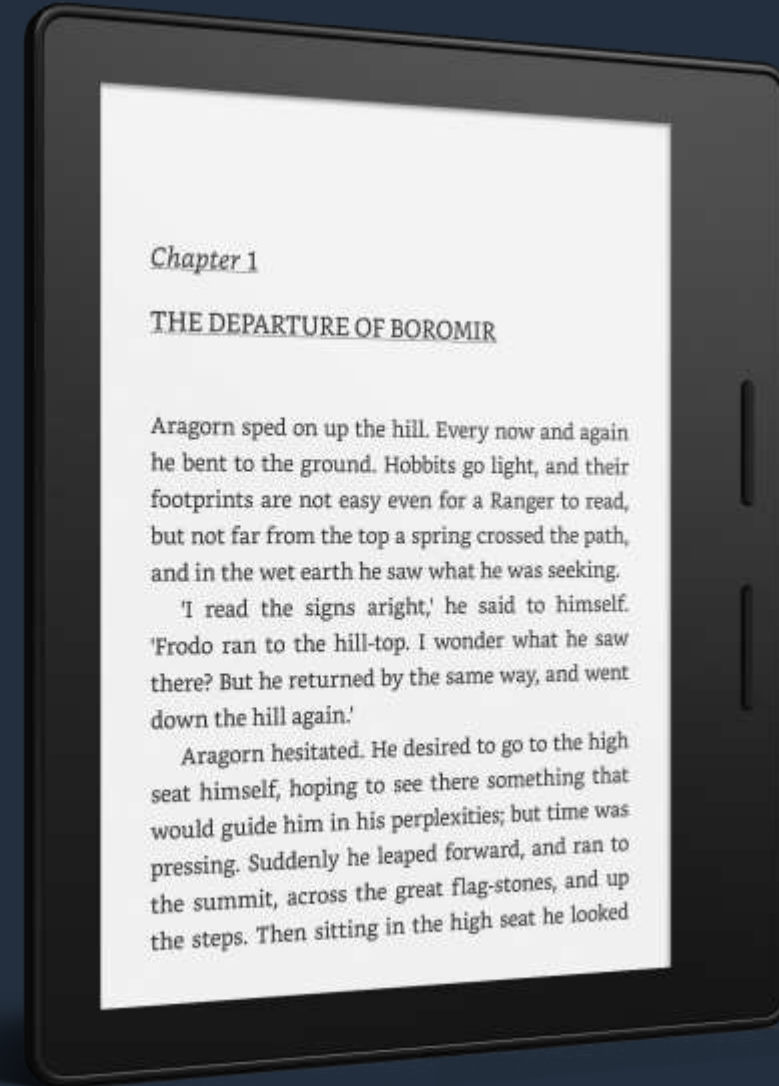 Chapter 1
THE DEPARTURE OF BOROMIR
Aragorn sped on up the hill. Every now and again
he bent to the ground. Hobbits go light, and their
footprints are not easy even for a Ranger to read,
but not far from the top a spring crossed the path,
and in the wet earth he saw what he was seeking.
'I read the signs aright,' he said to himself.
'Frodo ran to the hill-top. I wonder what he saw
there? But he returned by the same way, and went
down the hill again.'
Aragorn hesitated. He desired to go to the high
seat himself, hoping to see there something that
would guide him in his perplexities; but time was
pressing. Suddenly he leaped forward, and ran to
the summit, across the great flag-stones, and up
the steps. Then sitting in the high seat he looked